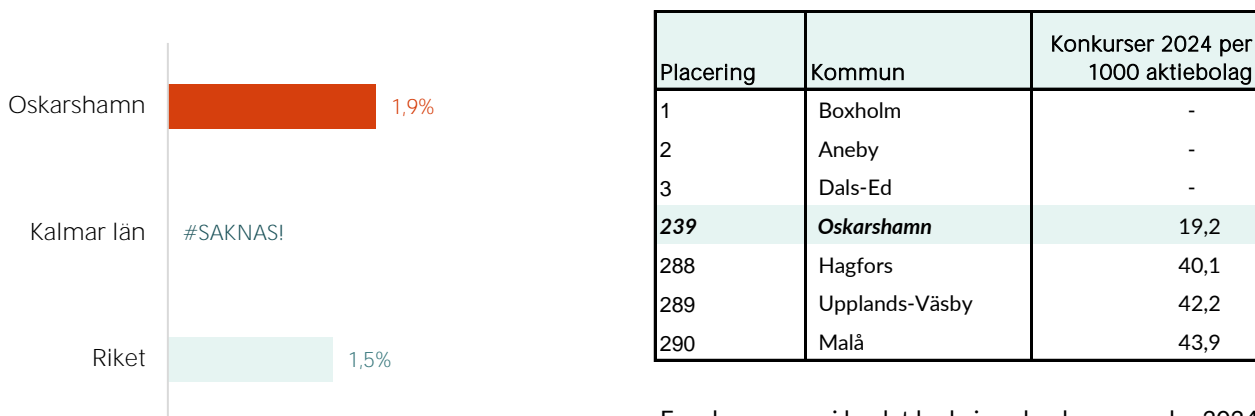 Oskarshamn 1,9%
Kalmar län #SAKNAS!
Riket 1,5%
Placering Kommun Konkurser 2024 per 1000 aktiebolag
1 Boxholm -
2 Aneby -
3 Dals-Ed -
239 Oskarshamn 19,2
288 Hagfors 40,1
289 Upplands-Väsby 42,2
290 Malå 43,9